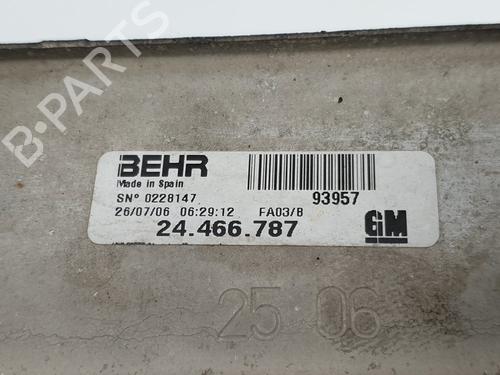 B-PARTS
BEHR
Made in Spain
SNº 0228147
93957
26/07/06 06:29:12 FA03/B
24.466.787
GM
25 06